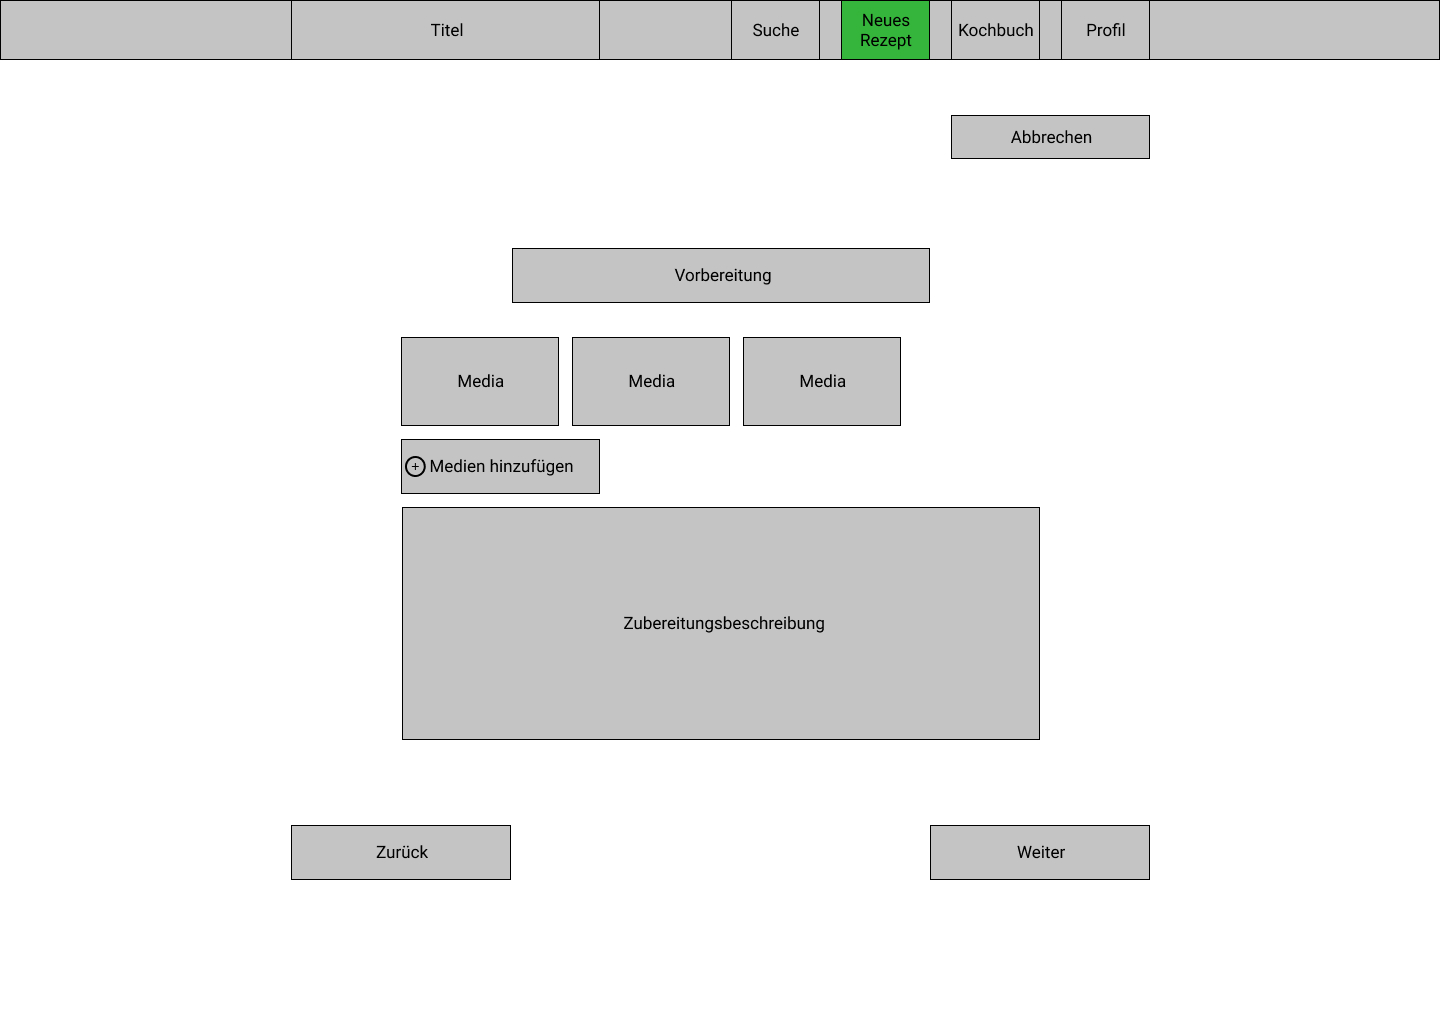 Titel
Suche
Neues
Rezept
Kochbuch
Profil
Abbrechen
Vorbereitung
Media
Media
Media
+ Medien hinzufügen
Zubereitungsbeschreibung
Zurück
Weiter